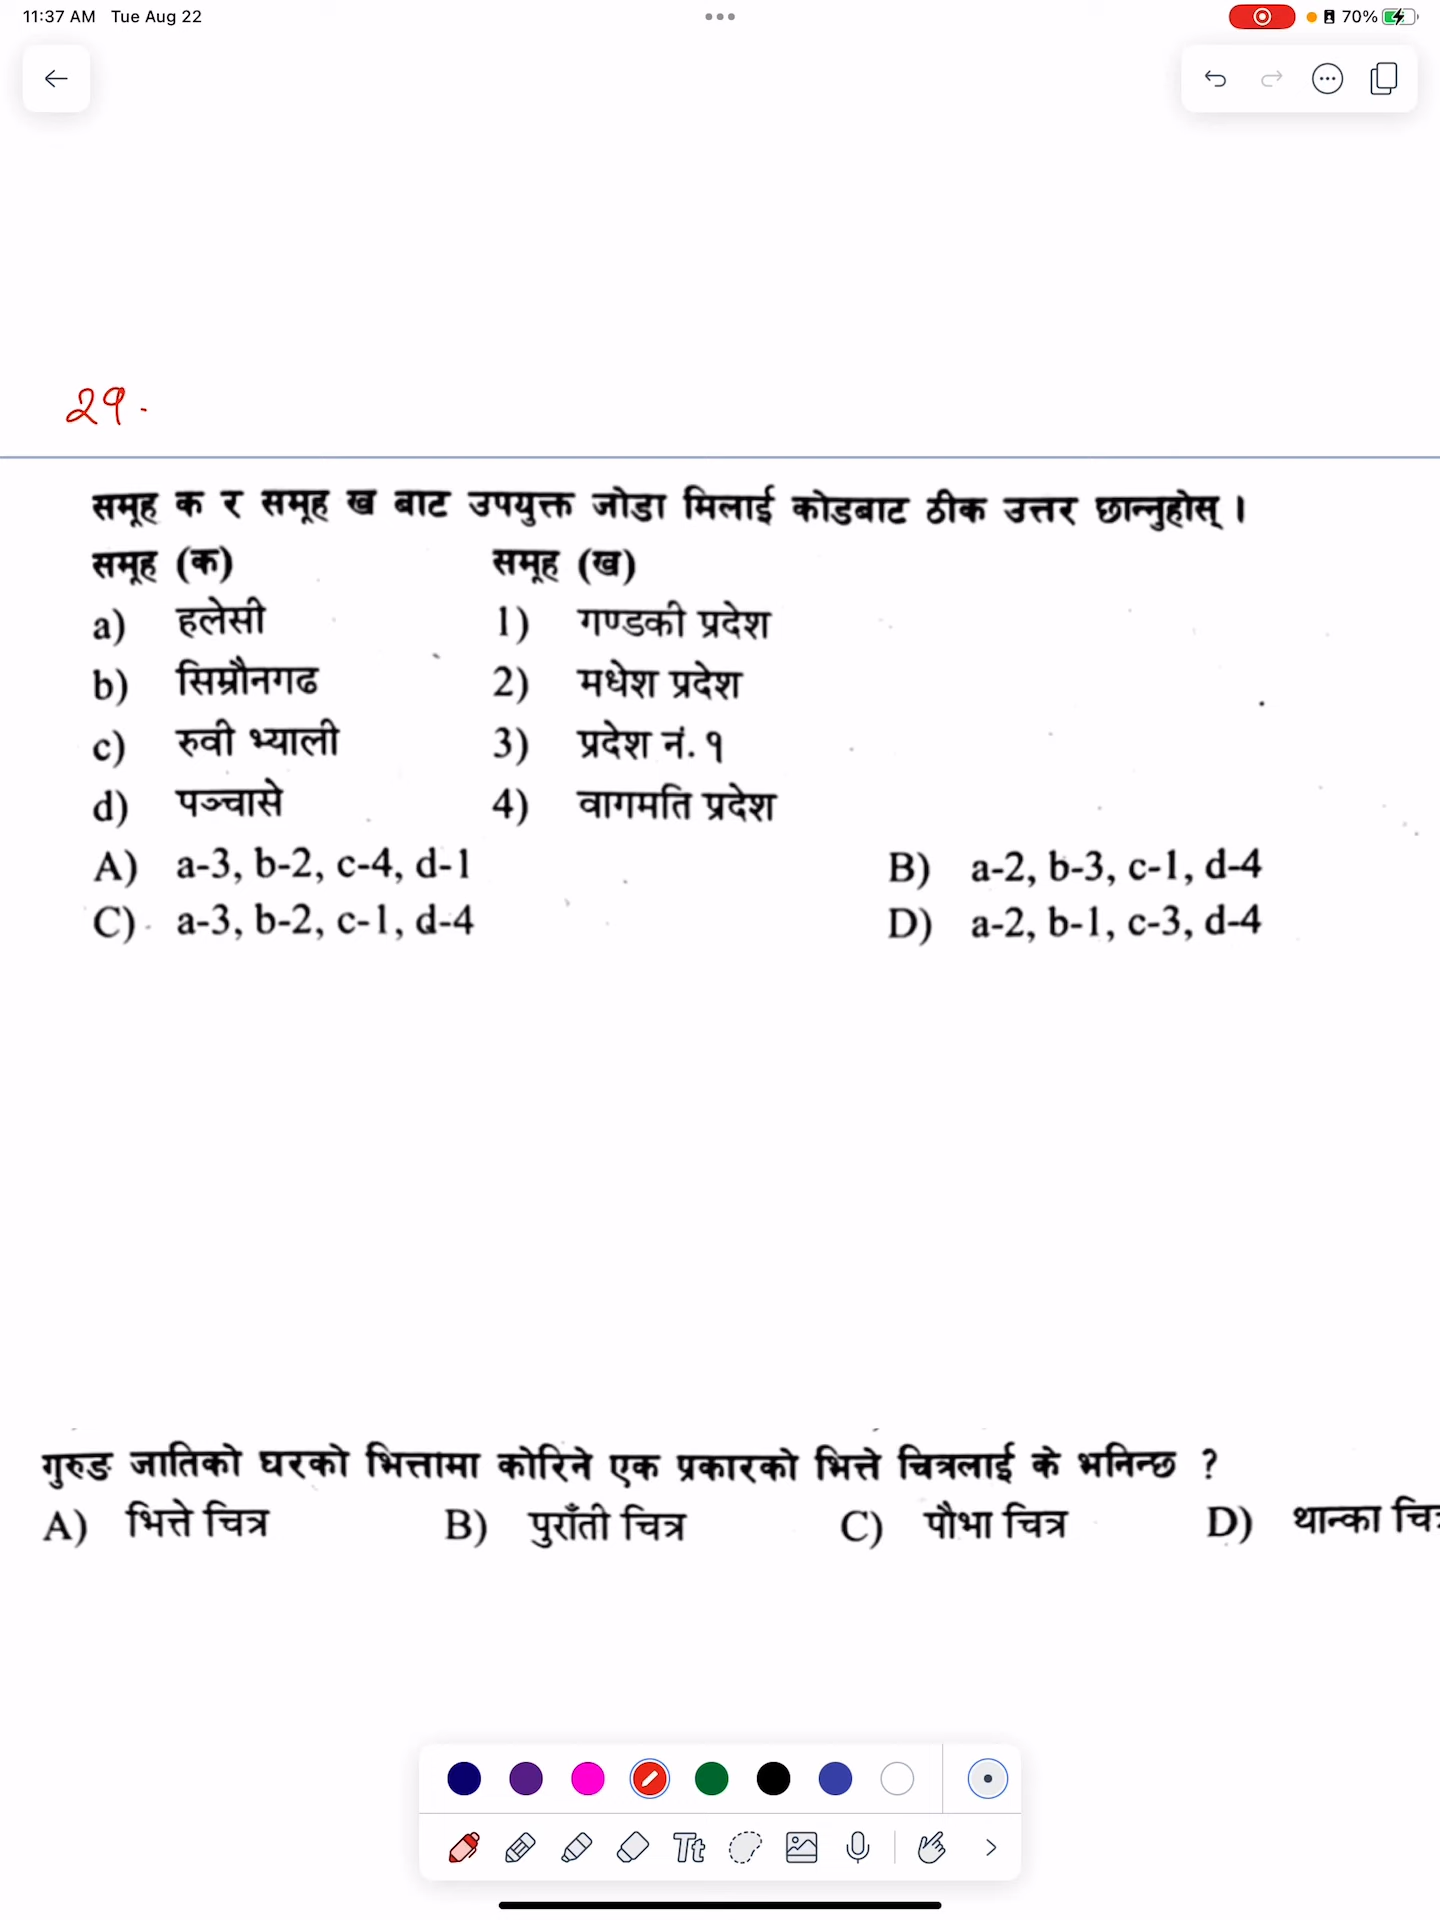 11:37 AM Tue Aug 22
70%
29.
समूह क र समूह ख बाट उपयुक्त जोडा मिलाई कोडबाट ठीक उत्तर छान्नुहोस् ।
समूह (क) समूह (ख)
a) हलेसी 1) गण्डकी प्रदेश
b) सिम्रौनगढ 2) मधेश प्रदेश
c) रुवी भ्याली 3) प्रदेश नं. १
d) पञ्चासे 4) वागमति प्रदेश
A) a-3, b-2, c-4, d-1 B) a-2, b-3, c-1, d-4
C) a-3, b-2, c-1, d-4 D) a-2, b-1, c-3, d-4
गुरुङ जातिको घरको भित्तामा कोरिने एक प्रकारको भित्ते चित्रलाई के भनिन्छ ?
A) भित्ते चित्र B) पुराँती चित्र C) पौभा चित्र D) थान्का
Tt